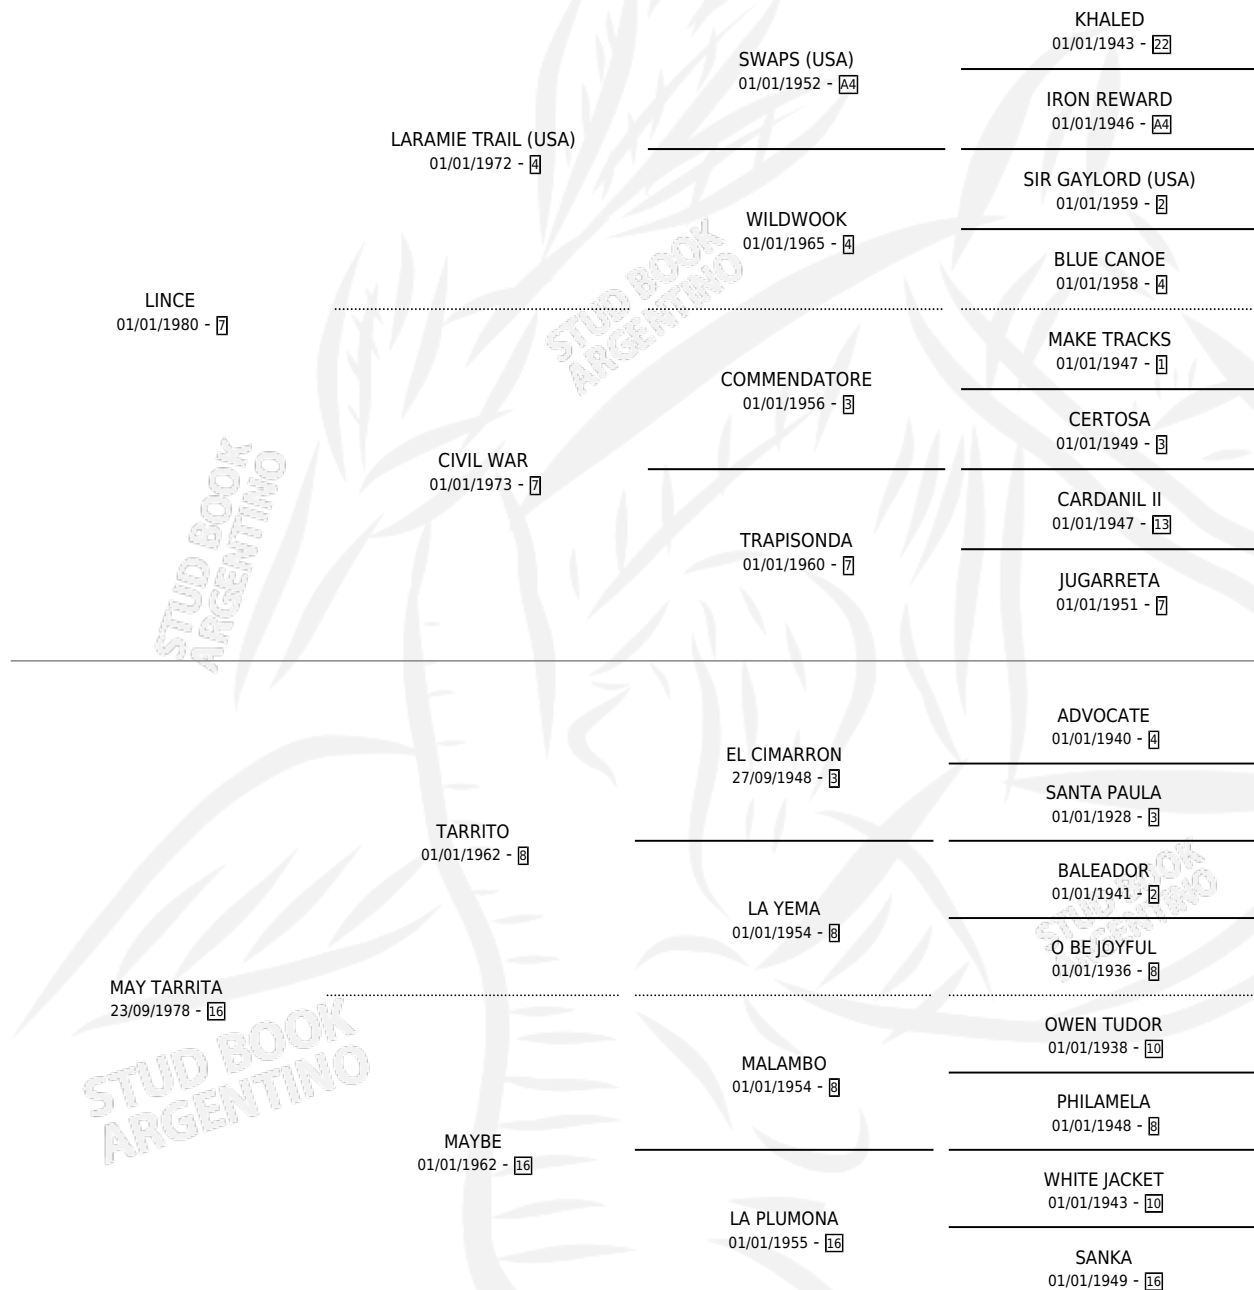 KHALED
01/01/1943 - 22
SWAPS (USA)
01/01/1952 - A4
IRON REWARD
01/01/1946 - A4
LARAMIE TRAIL (USA)
01/01/1972 - 4
SIR GAYLORD (USA)
01/01/1959 - 2
WILDWOOK
01/01/1965 - 4
BLUE CANOE
01/01/1958 - 4
LINCE
01/01/1980 - 7
MAKE TRACKS
01/01/1947 - 1
COMMENDATORE
01/01/1956 - 3
CERTOSA
01/01/1949 - 3
CIVIL WAR
01/01/1973 - 7
CARDANIL II
01/01/1947 - 13
TRAPISONDA
01/01/1960 - 7
JUGARRETA
01/01/1951 - 7
ADVOCATE
01/01/1940 - 4
EL CIMARRON
27/09/1948 - 3
SANTA PAULA
01/01/1928 - 3
TARRITO
01/01/1962 - 8
BALEADOR
01/01/1941 - 2
LA YEMA
01/01/1954 - 8
O BE JOYFUL
01/01/1936 - 8
MAY TARRITA
23/09/1978 - 16
OWEN TUDOR
01/01/1938 - 10
MALAMBO
01/01/1954 - 8
PHILAMELA
01/01/1948 - 8
MAYBE
01/01/1962 - 16
WHITE JACKET
01/01/1943 - 10
LA PLUMONA
01/01/1955 - 16
SANKA
01/01/1949 - 16
STUD BOOK
ARGENTINO
STUD BOOK
ARGENTINO
STUD BOOK
ARGENTINO
STUD BOOK
ARGENTINO